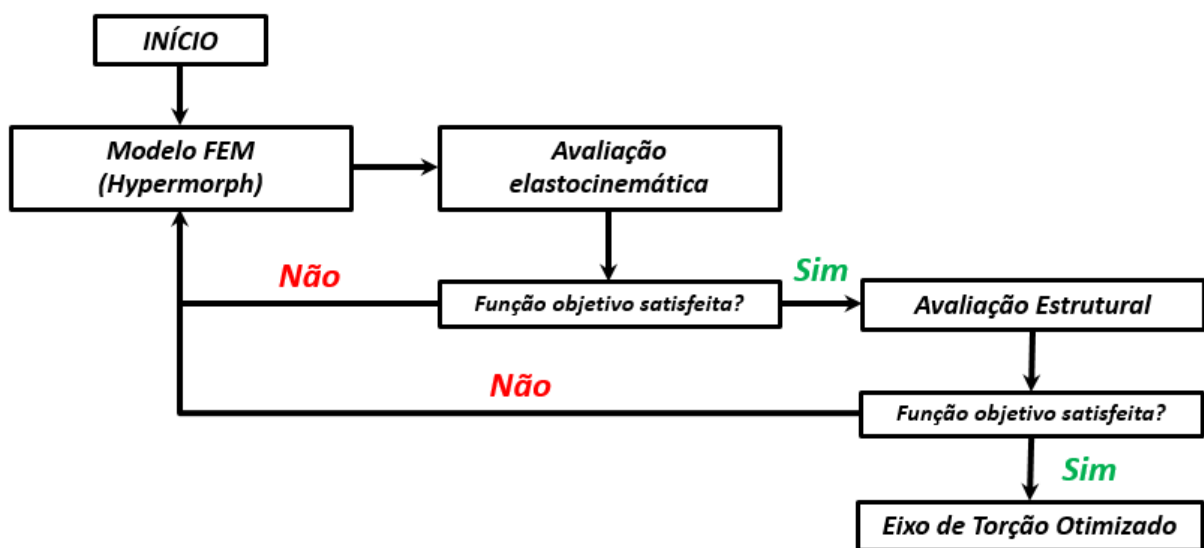 INÍCIO
Modelo FEM
(Hypermorph)
Avaliação
elastocinemática
Não
Função objetivo satisfeita?
Sim
Avaliação Estrutural
Não
Função objetivo satisfeita?
Sim
Eixo de Torção Otimizado